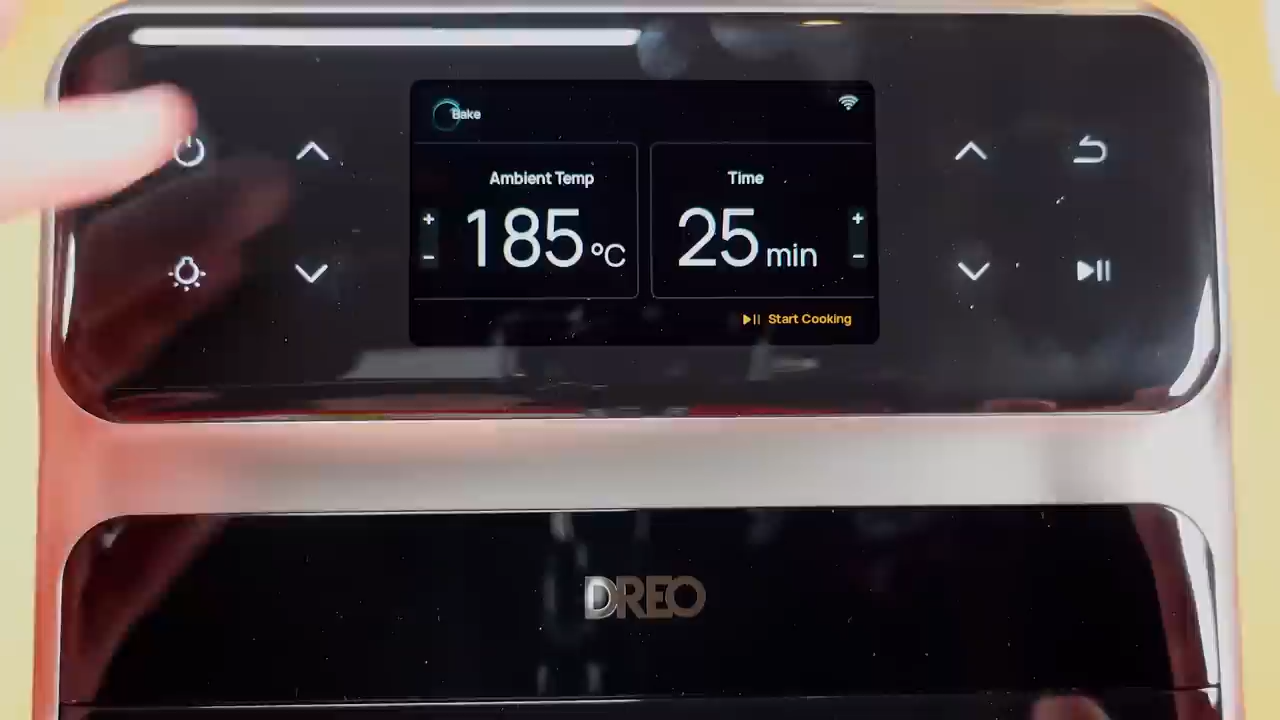 Bake
Ambient Temp
185 °C
+
-
Time
25 min
+
-
Start Cooking
DREO